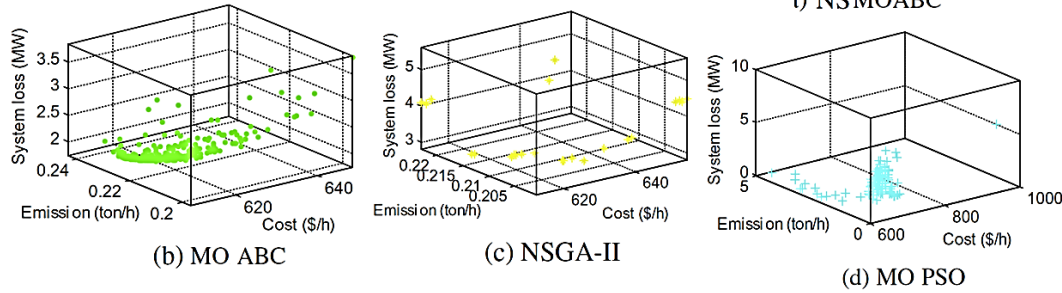 t) NSMOABC
System loss (MW)
3.5
3
2.5
2
0.24
0.22
0.2
620
640
Emission (ton/h)
Cost ($/h)
(b) MO ABC
System loss (MW)
5
4
3
0.22
0.215
0.21
0.205
620
640
Emission (ton/h)
Cost ($/h)
(c) NSGA-II
System loss (MW)
10
5
0
5
0
600
800
1000
Emission (ton/h)
Cost ($/h)
(d) MO PSO